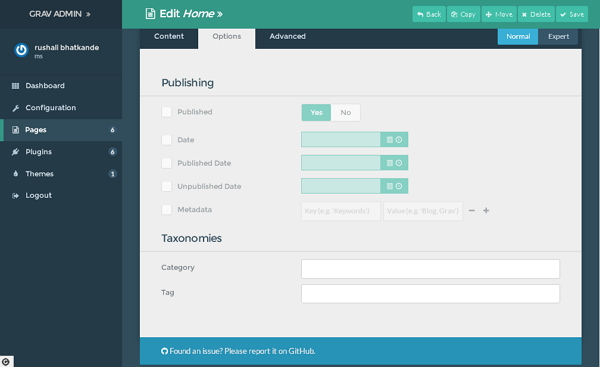 GRAV ADMIN »
Edit Home »
Back
Copy
Move
Delete
Save
rushali bhatkande
ms
Content
Options
Advanced
Normal
Expert
Dashboard
Configuration
Pages 6
Plugins 6
Themes 1
Logout
Publishing
Published Yes No
Date
Published Date
Unpublished Date
Metadata Key (e.g. 'Keywords') Value (e.g. 'Blog, Grav')
Taxonomies
Category
Tag
Found an issue? Please report it on GitHub.